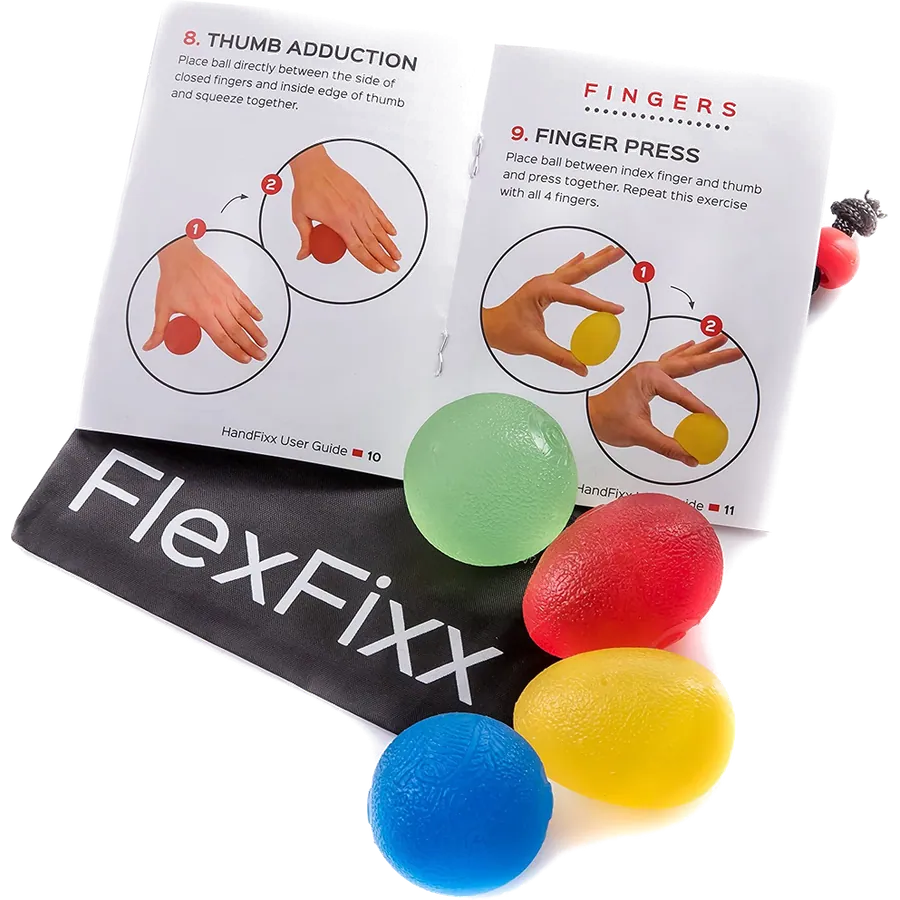 8. THUMB ADDUCTION
Place ball directly between the side of
closed fingers and inside edge of thumb
and squeeze together.
2
1
HandFixx User Guide 10
FINGERS
9. FINGER PRESS
Place ball between index finger and thumb
and press together. Repeat this exercise
with all 4 fingers.
1
2
HandFixx 11
FlexFixx